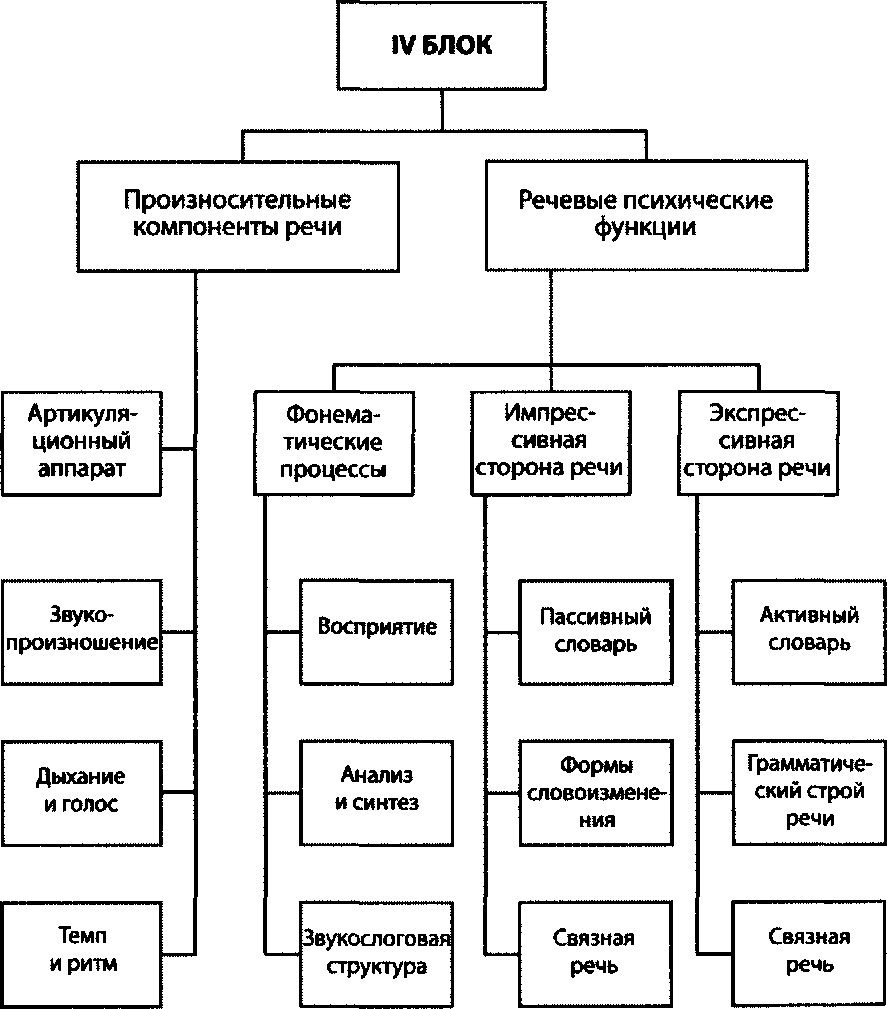 IV БЛОК
Произносительные
компоненты речи
Речевые психические
функции
Артикуля-
ционный
аппарат
Фонема-
тические
процессы
Импрес-
сивная
сторона речи
Экспрес-
сивная
сторона речи
Звуко-
произношение
Восприятие
Пассивный
словарь
Активный
словарь
Дыхание
и голос
Анализ
и синтез
Формы
словоизмене-
ния
Грамматиче-
ский строй
речи
Темп
и ритм
Звукослоговая
структура
Связная
речь
Связная
речь